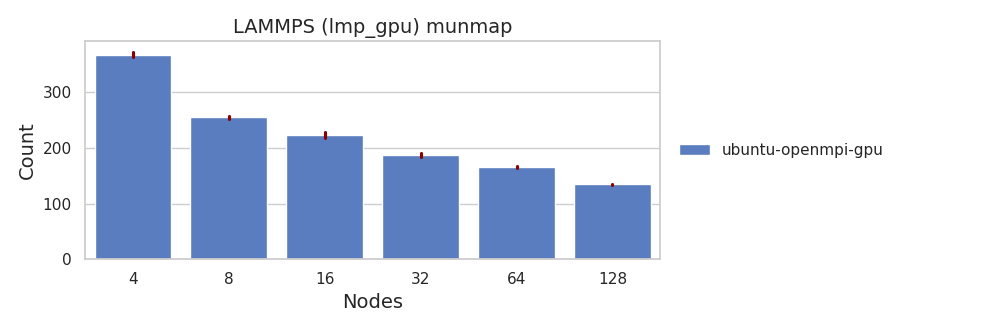 LAMMPS (lmp_gpu) munmap
Count
300
200
100
0
4 8 16 32 64 128
Nodes
ubuntu-openmpi-gpu